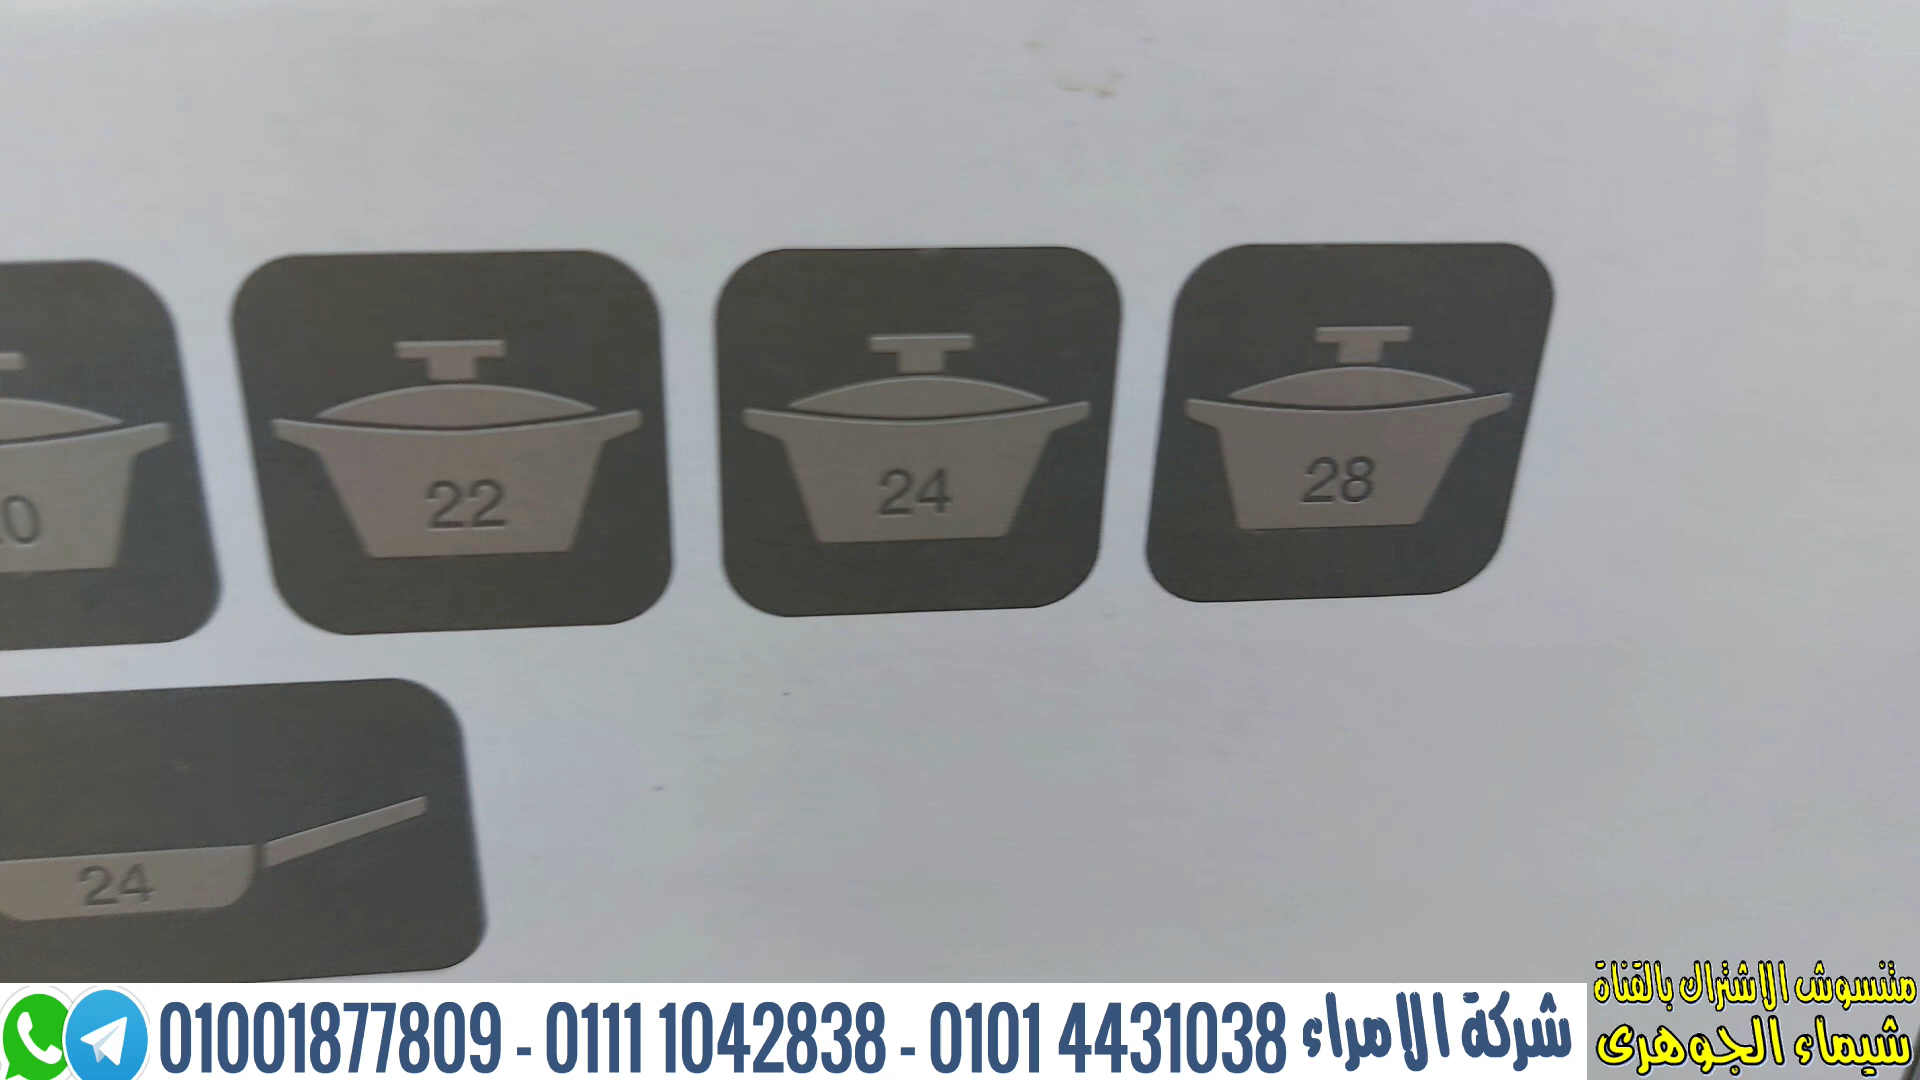 22
24
28
24
01001877809 - 0111 1042838 - 0101 4431038 شركة الامراء
متنسوش الاشتراك بالقناة
شيماء الجوهرى